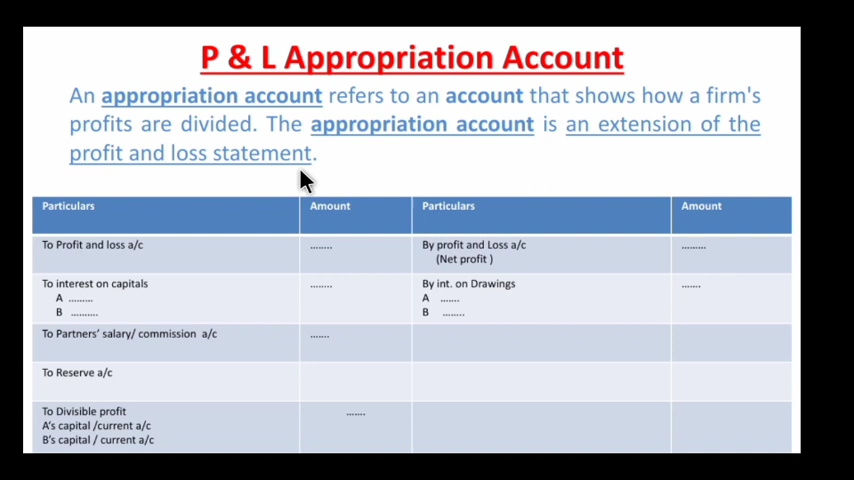 P & L Appropriation Account
An appropriation account refers to an account that shows how a firm's
profits are divided. The appropriation account is an extension of the
profit and loss statement.
Particulars Amount Particulars Amount
To Profit and loss a/c ........ By profit and Loss a/c .........
(Net profit )
To interest on capitals ........ By int. on Drawings .......
A ......... A .......
B .......... B ........
To Partners' salary/ commission a/c .......
To Reserve a/c
To Divisible profit .......
A's capital /current a/c
B's capital / current a/c